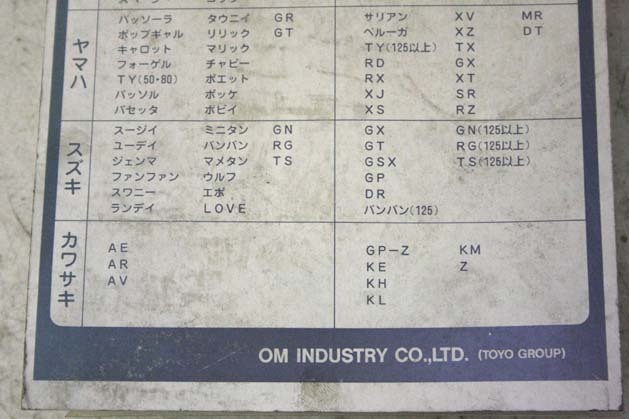 ヤマハ
パッソーラ タウニイ GR サリアン XV MR
ポップギャル リリック GT ベルーガ XZ DT
キャロット マリック TY(125以上) TX
フォーゲル チャピー RD GX
TY(50・80) ポエット RX XT
パッソル ポッケ XJ SR
パセッタ ボビイ XS RZ
スズキ
スージイ ミニタン GN GX GN(125以上)
ユーデイ バンバン RG GT RG(125以上)
ジェンマ マメタン TS GSX TS(125以上)
ファンファン ウルフ GP
スワニー エポ DR
ランデイ LOVE バンバン(125)
カワサキ
AE GP-Z KM
AR KE Z
AV KH
KL
OM INDUSTRY CO.,LTD. (TOYO GROUP)